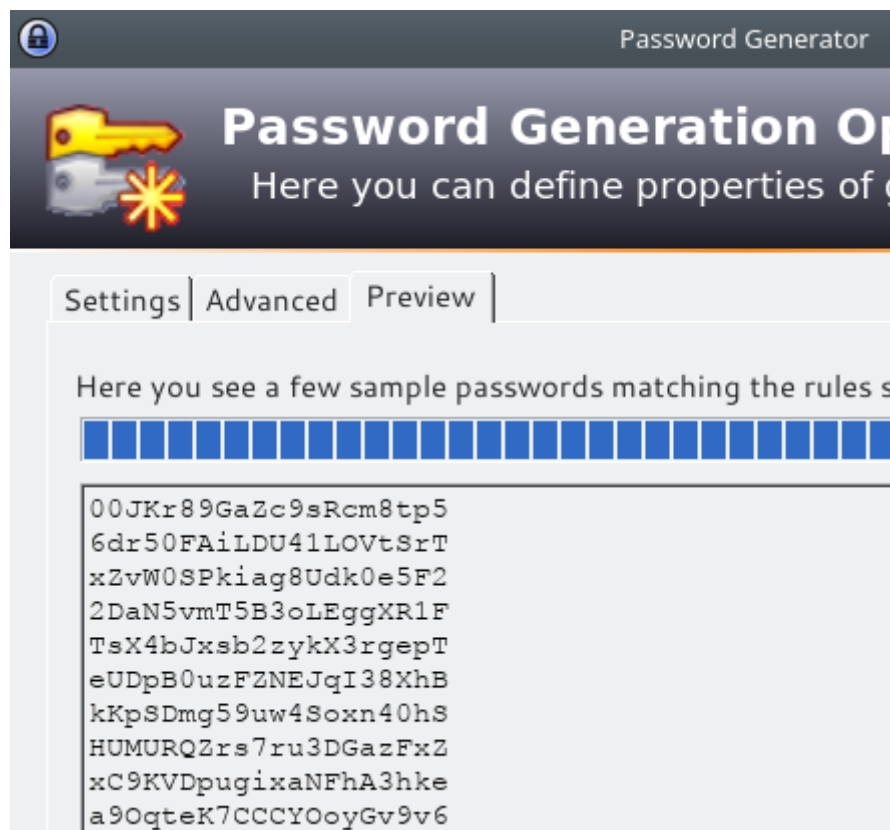 Password Generator
Password Generation Op
Here you can define properties of g
Settings Advanced Preview
Here you see a few sample passwords matching the rules s
00JKr89GaZc9sRcm8tp5
6dr50FAiLDU41LOVtSrT
xZvW0SPkiag8Udk0e5F2
2DaN5vmT5B3oLEggXR1F
TsX4bJxsb2zykX3rgepT
eUDpB0uzFZNEJqI38XhB
kKpSDmg59uw4Soxn40hS
HUMURQZrs7ru3DGazFxZ
xC9KVDpugixaNFhA3hke
a9OqteK7CCCYOoyGv9v6